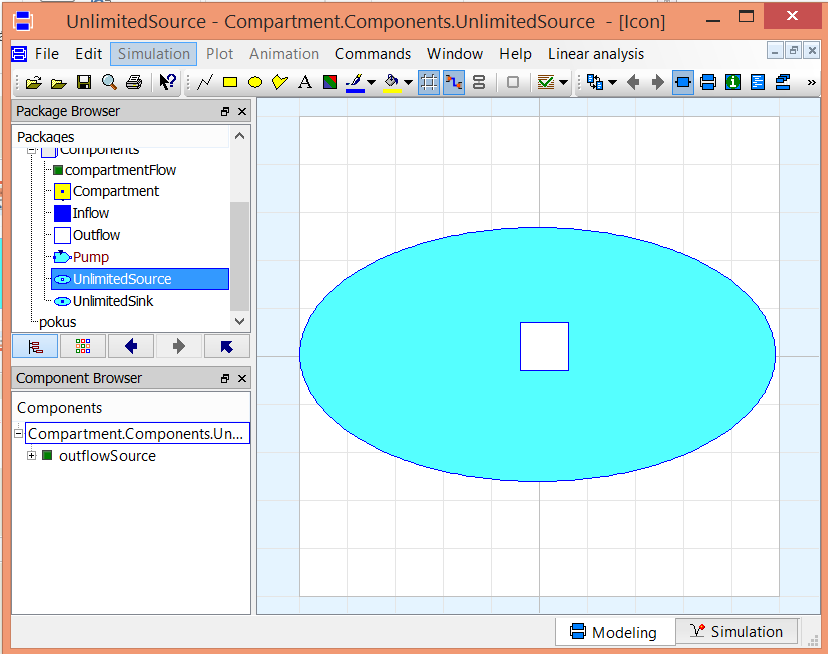 UnlimitedSource - Compartment.Components.UnlimitedSource - [Icon]
File Edit Simulation Plot Animation Commands Window Help Linear analysis
Package Browser
Packages
Components
compartmentFlow
Compartment
Inflow
Outflow
Pump
UnlimitedSource
UnlimitedSink
pokus
Component Browser
Components
Compartment.Components.Un...
outflowSource
Modeling Simulation